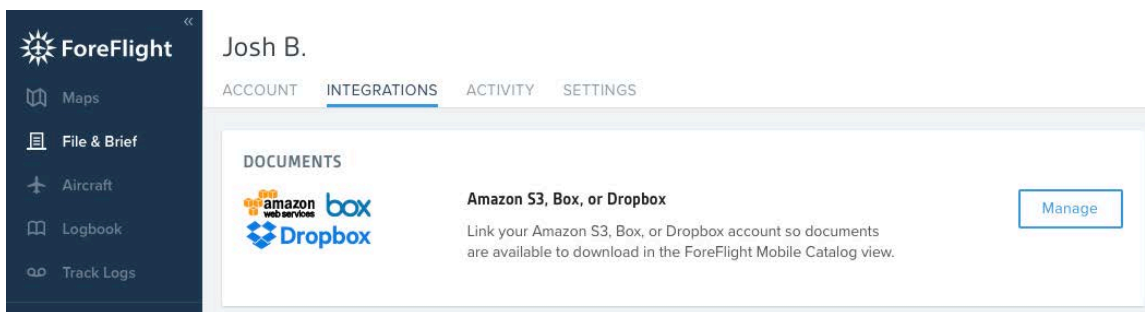 «
ForeFlight
Maps
File & Brief
Aircraft
Logbook
Track Logs
Josh B.
ACCOUNT INTEGRATIONS ACTIVITY SETTINGS
DOCUMENTS
amazon
web services
box
Dropbox
Amazon S3, Box, or Dropbox
Link your Amazon S3, Box, or Dropbox account so documents
are available to download in the ForeFlight Mobile Catalog view.
Manage